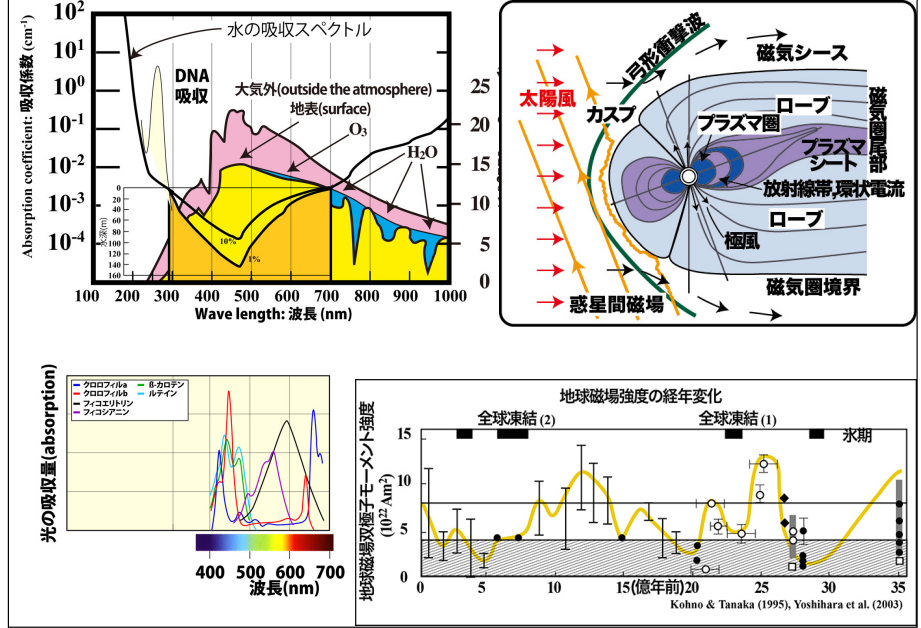 10²
10¹
10⁰
10⁻¹
10⁻²
10⁻³
10⁻⁴
Absorption coefficient: 吸収係数 (cm⁻¹)
水の吸収スペクトル
DNA
吸収
大気外(outside the atmosphere)
地表(surface)
O₃
H₂O
0
20
40
60
80
100
120
140
160
水深(m)
10%
1%
25
20
15
10
5
0
100 200 300 400 500 600 700 800 900 1000
Wave length: 波長 (nm)
弓形衝撃波
磁気シース
太陽風
カスプ
ローブ
プラズマ圏
磁気圏尾部
プラズマ
シート
放射線帯,環状電流
ローブ
極風
惑星間磁場
磁気圏境界
光の吸収量(absorption)
クロロフィルa
クロロフィルb
フィコエリトリン
フィコシアニン
ß-カロテン
ルテイン
400 500 600 700
波長(nm)
地球磁場強度の経年変化
全球凍結 (2)
全球凍結 (1)
氷期
地球磁場双極子モーメント強度
(10²² Am²)
15
10
5
0
0 5 10 15(億年前) 20 25 30 35
Kohno & Tanaka (1995), Yoshihara et al. (2003)